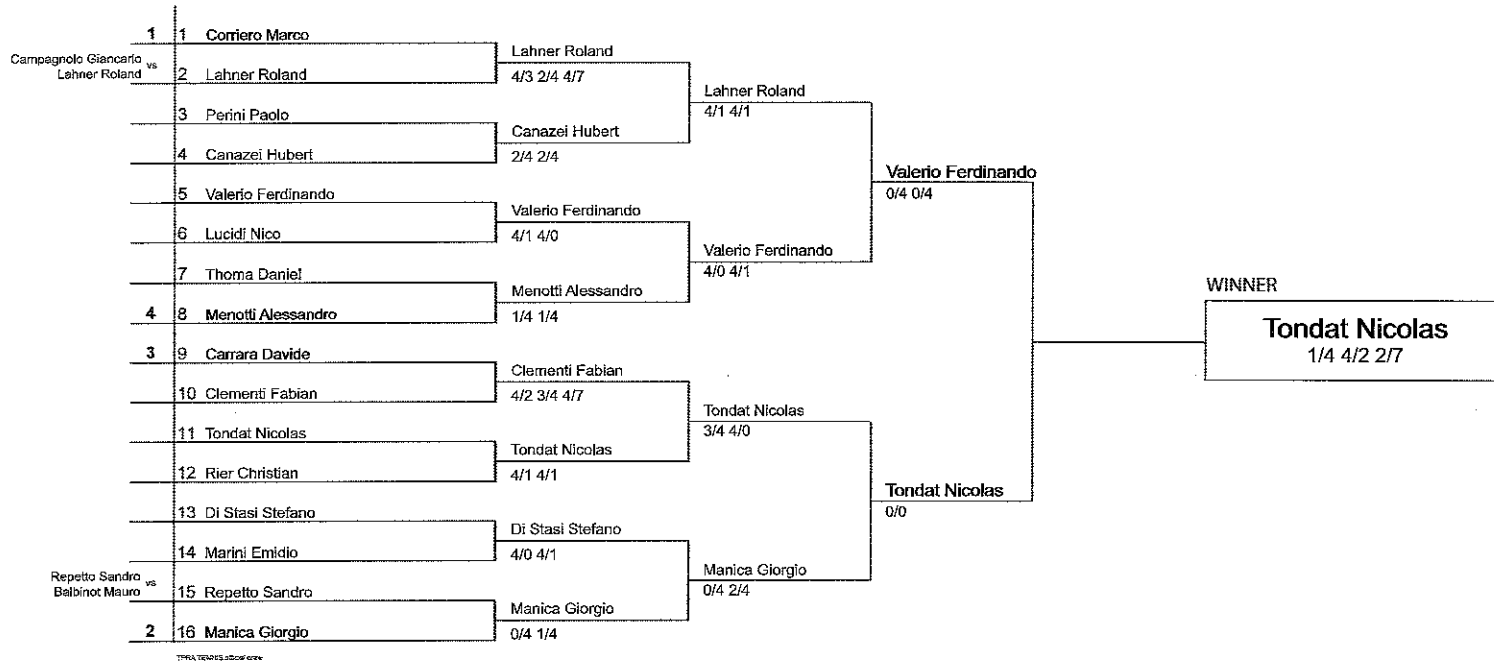 1 1 Corriero Marco
Campagnolo Giancarlo vs Lahner Roland
2 Lahner Roland
3 Perini Paolo
4 Canazei Hubert
5 Valerio Ferdinando
6 Lucidi Nico
7 Thoma Daniel
4 8 Menotti Alessandro
3 9 Carrara Davide
10 Clementi Fabian
11 Tondat Nicolas
12 Rier Christian
13 Di Stasi Stefano
14 Marini Emidio
Repetto Sandro vs Balbinot Mauro
15 Repetto Sandro
2 16 Manica Giorgio
Lahner Roland
4/3 2/4 4/7
Canazei Hubert
2/4 2/4
Valerio Ferdinando
4/1 4/0
Menotti Alessandro
1/4 1/4
Clementi Fabian
4/2 3/4 4/7
Tondat Nicolas
4/1 4/1
Di Stasi Stefano
4/0 4/1
Manica Giorgio
0/4 1/4
Lahner Roland
4/1 4/1
Valerio Ferdinando
4/0 4/1
Tondat Nicolas
3/4 4/0
Manica Giorgio
0/4 2/4
Valerio Ferdinando
0/4 0/4
Tondat Nicolas
0/0
WINNER
Tondat Nicolas
1/4 4/2 2/7